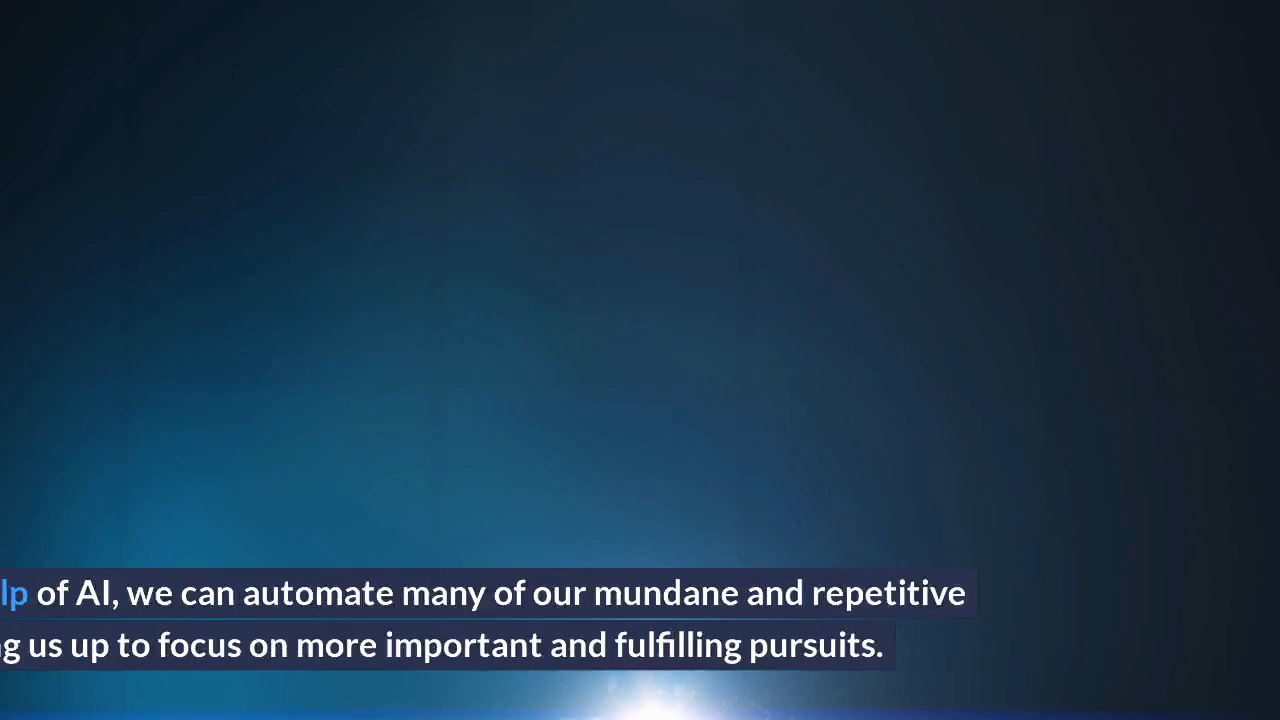 of AI, we can automate many of our mundane and repetitive
us up to focus on more important and fulfilling pursuits.